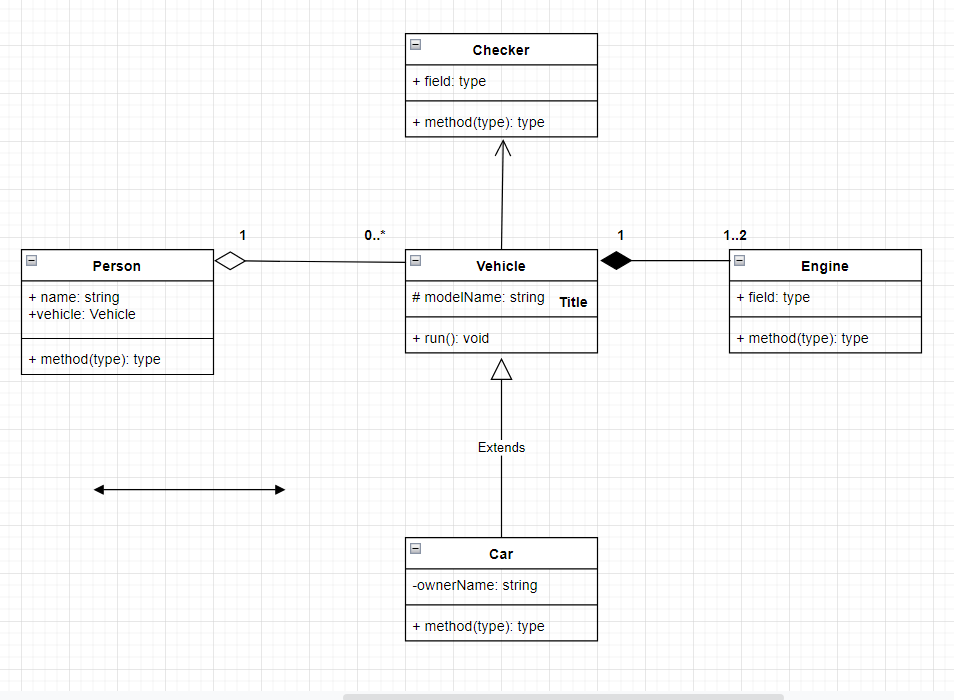 Checker
+ field: type
+ method(type): type
1
0..*
1
1..2
Person
+ name: string
+vehicle: Vehicle
+ method(type): type
Vehicle
# modelName: string
Title
+ run(): void
Engine
+ field: type
+ method(type): type
Extends
Car
-ownerName: string
+ method(type): type